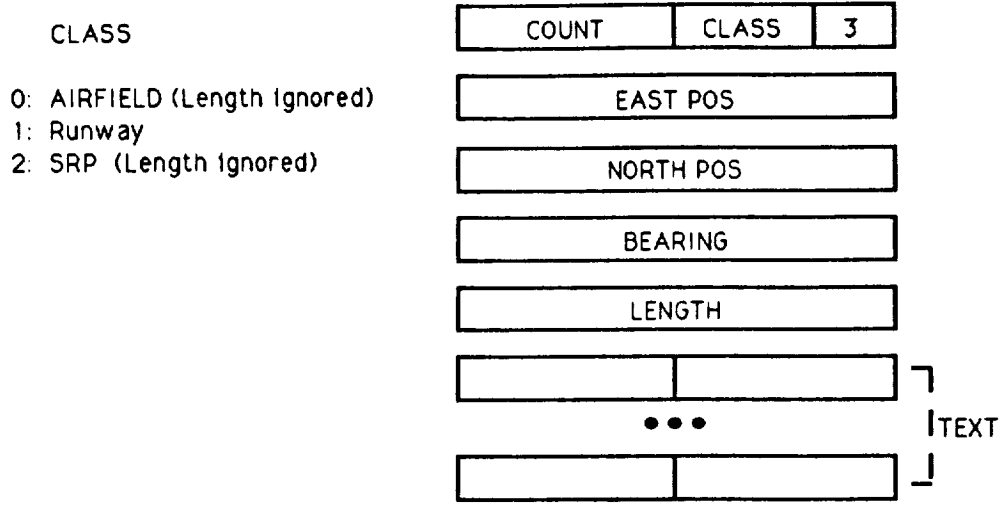 CLASS
0: AIRFIELD (Length ignored)
1: Runway
2: SRP (Length ignored)
COUNT CLASS 3
EAST POS
NORTH POS
BEARING
LENGTH
TEXT